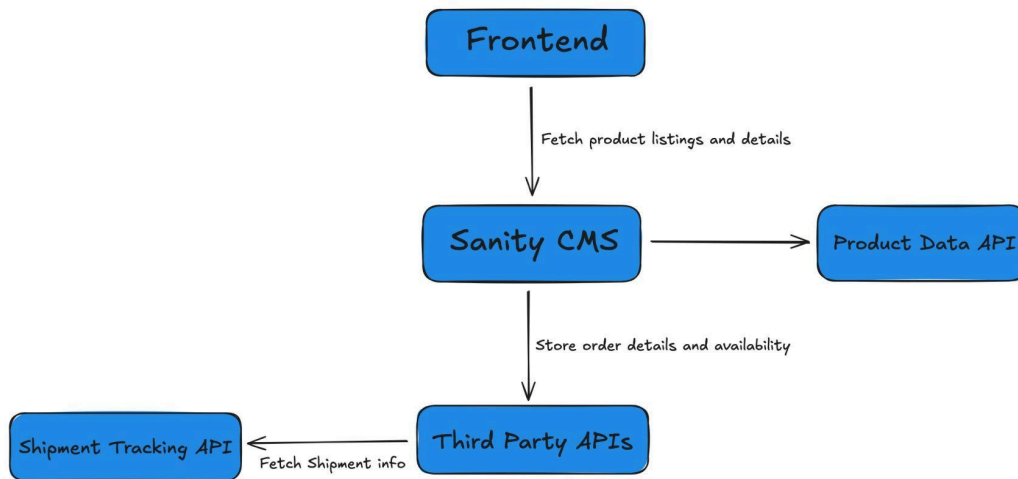 Frontend
Fetch product listings and details
Sanity CMS
Product Data API
Store order details and availability
Third Party APIs
Shipment Tracking API
Fetch Shipment info